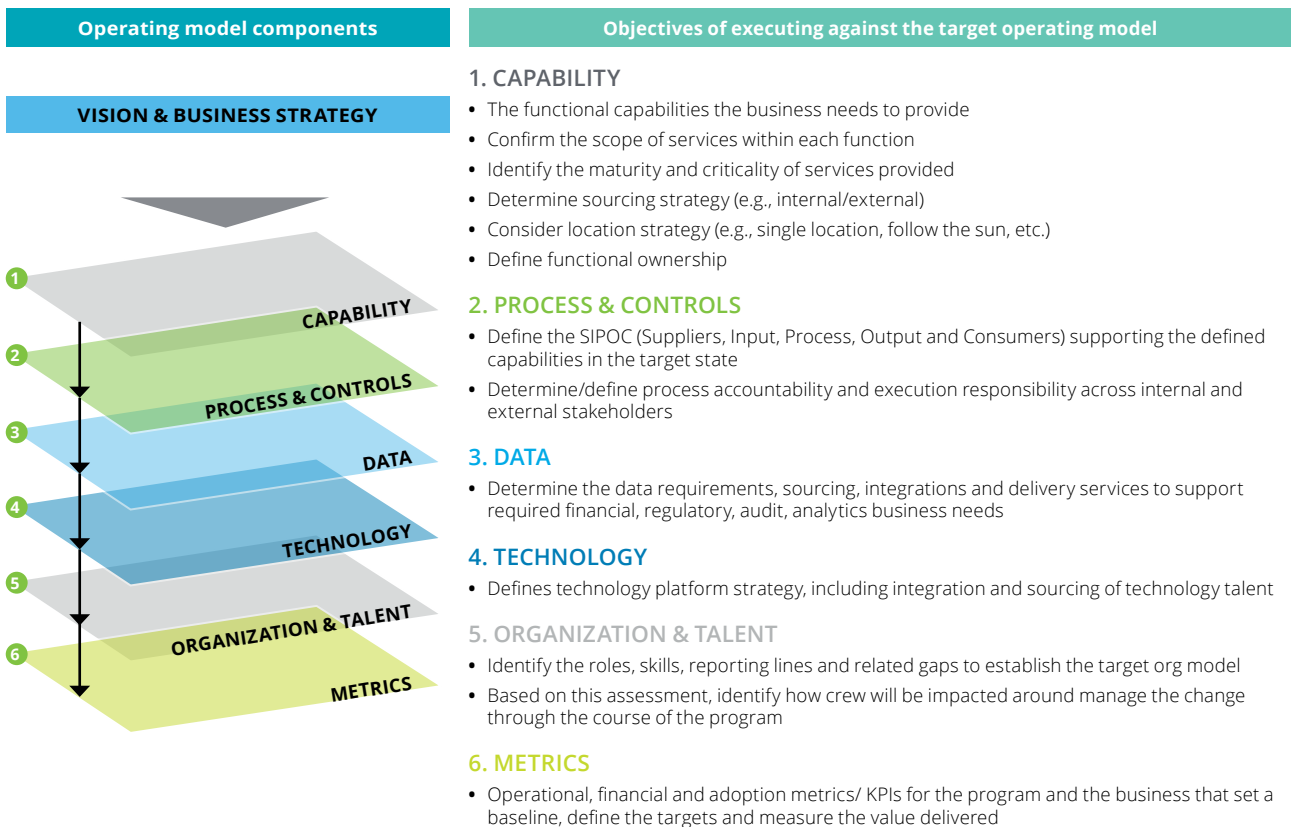 Operating model components
Objectives of executing against the target operating model
VISION & BUSINESS STRATEGY
1
CAPABILITY
2
PROCESS & CONTROLS
3
DATA
4
TECHNOLOGY
5
ORGANIZATION & TALENT
6
METRICS
1. CAPABILITY
• The functional capabilities the business needs to provide
• Confirm the scope of services within each function
• Identify the maturity and criticality of services provided
• Determine sourcing strategy (e.g., internal/external)
• Consider location strategy (e.g., single location, follow the sun, etc.)
• Define functional ownership
2. PROCESS & CONTROLS
• Define the SIPOC (Suppliers, Input, Process, Output and Consumers) supporting the defined
capabilities in the target state
• Determine/define process accountability and execution responsibility across internal and
external stakeholders
3. DATA
• Determine the data requirements, sourcing, integrations and delivery services to support
required financial, regulatory, audit, analytics business needs
4. TECHNOLOGY
• Defines technology platform strategy, including integration and sourcing of technology talent
5. ORGANIZATION & TALENT
• Identify the roles, skills, reporting lines and related gaps to establish the target org model
• Based on this assessment, identify how crew will be impacted around manage the change
through the course of the program
6. METRICS
• Operational, financial and adoption metrics/ KPIs for the program and the business that set a
baseline, define the targets and measure the value delivered